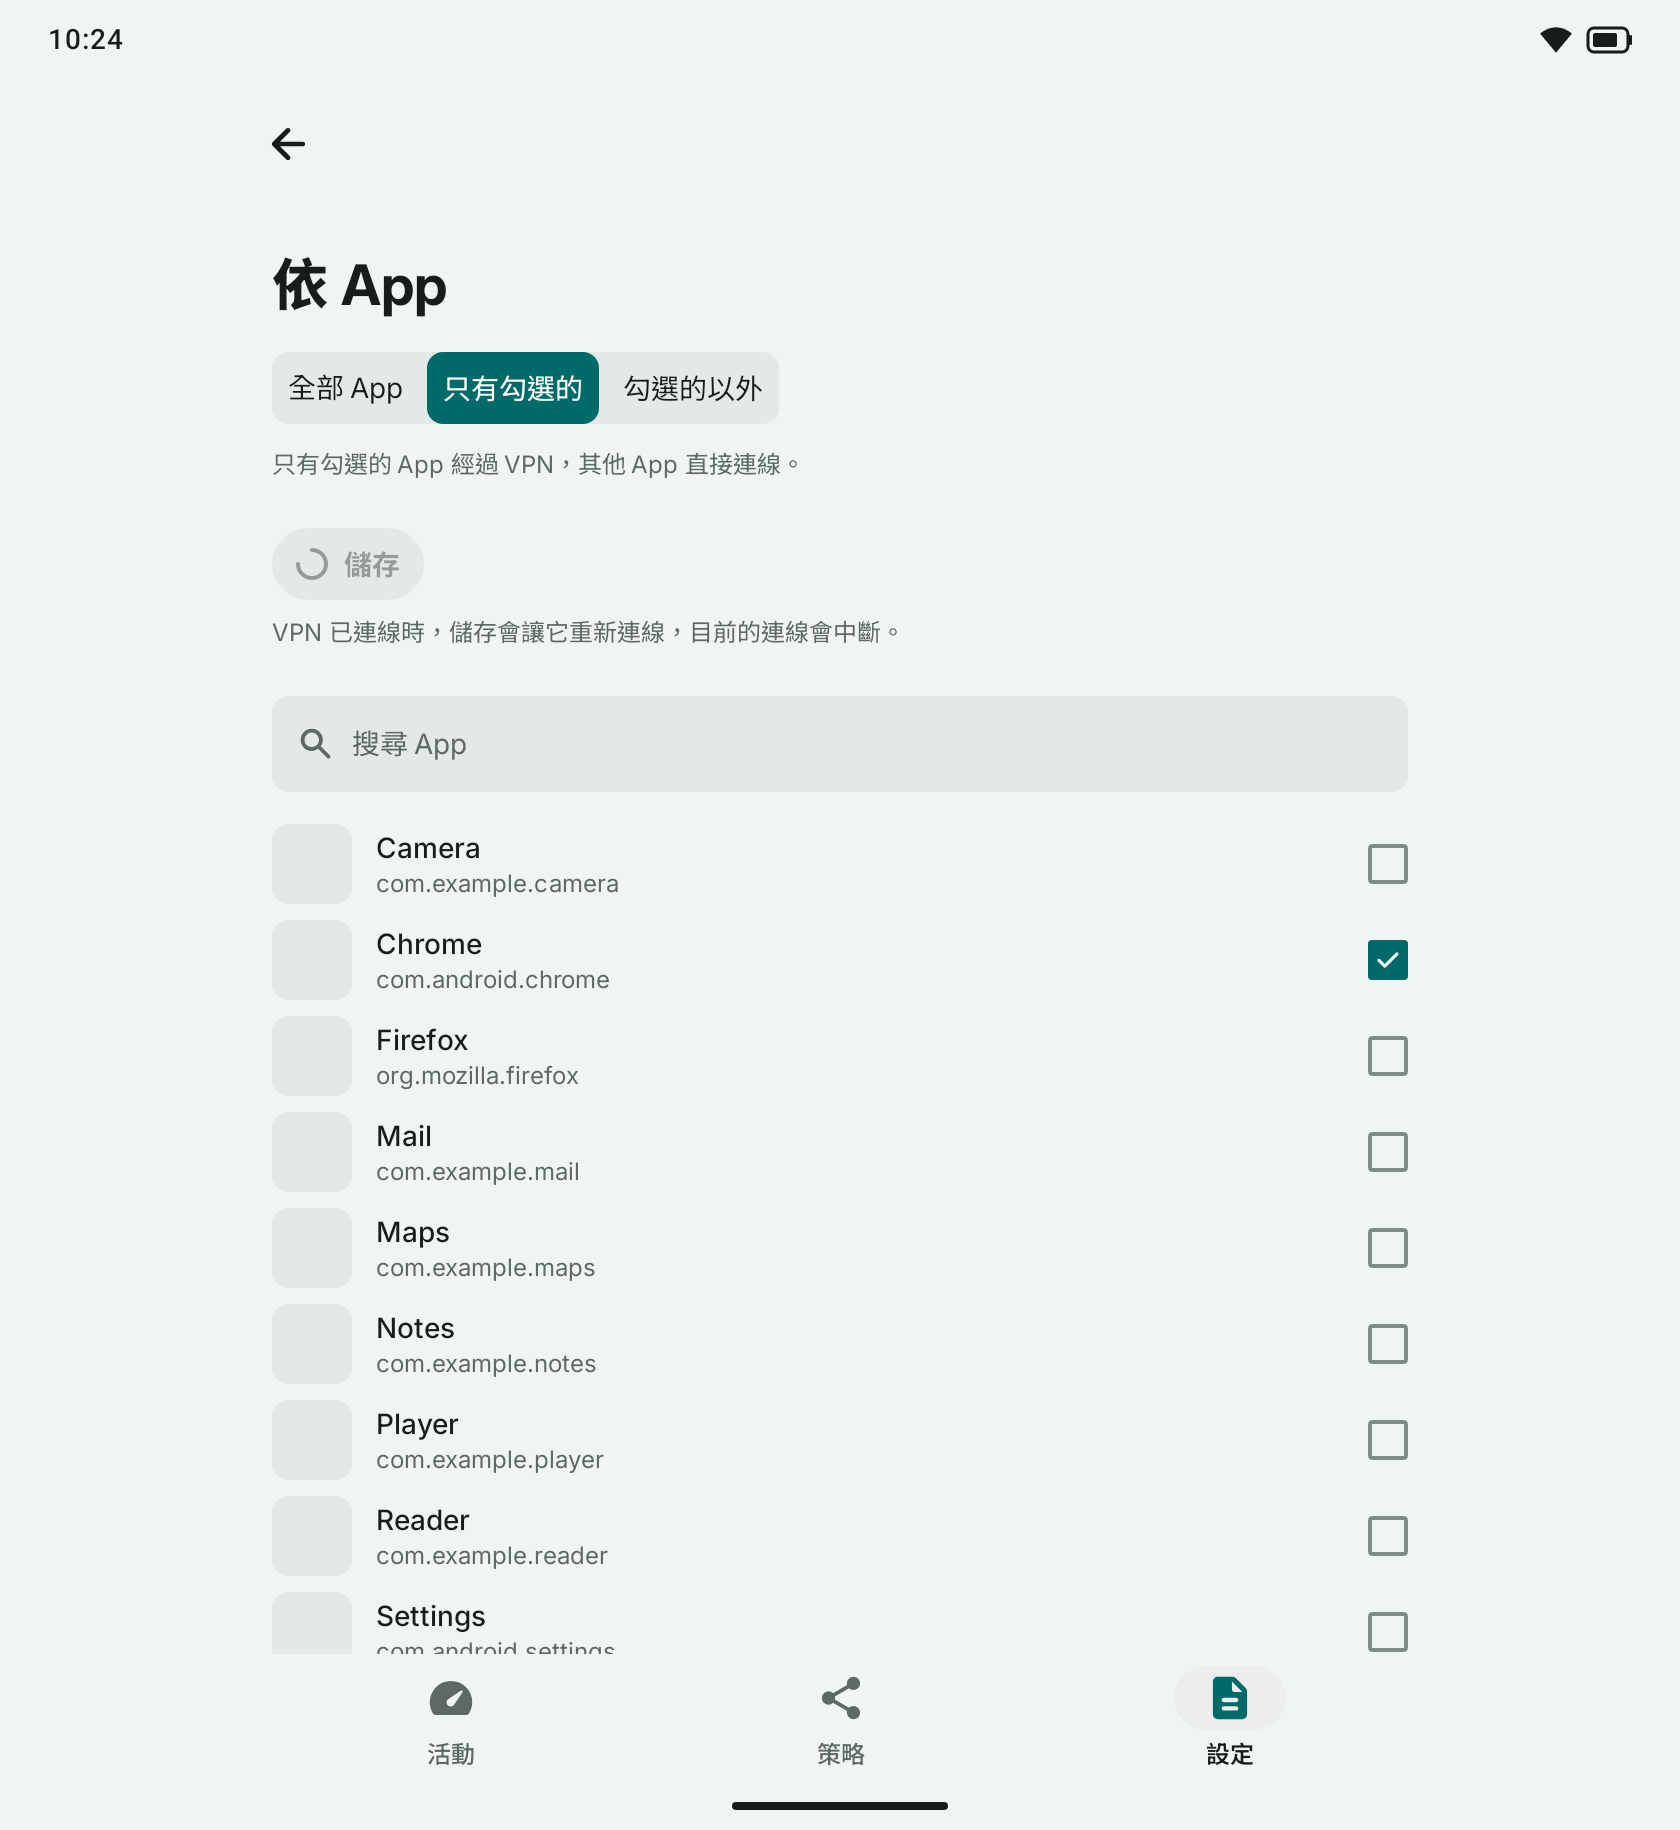 10:24
依 App
全部 App
只有勾選的
勾選的以外
只有勾選的 App 經過 VPN，其他 App 直接連線。
儲存
VPN 已連線時，儲存會讓它重新連線，目前的連線會中斷。
搜尋 App
Camera
com.example.camera
Chrome
com.android.chrome
Firefox
org.mozilla.firefox
Mail
com.example.mail
Maps
com.example.maps
Notes
com.example.notes
Player
com.example.player
Reader
com.example.reader
Settings
com.android.settings
活動
策略
設定